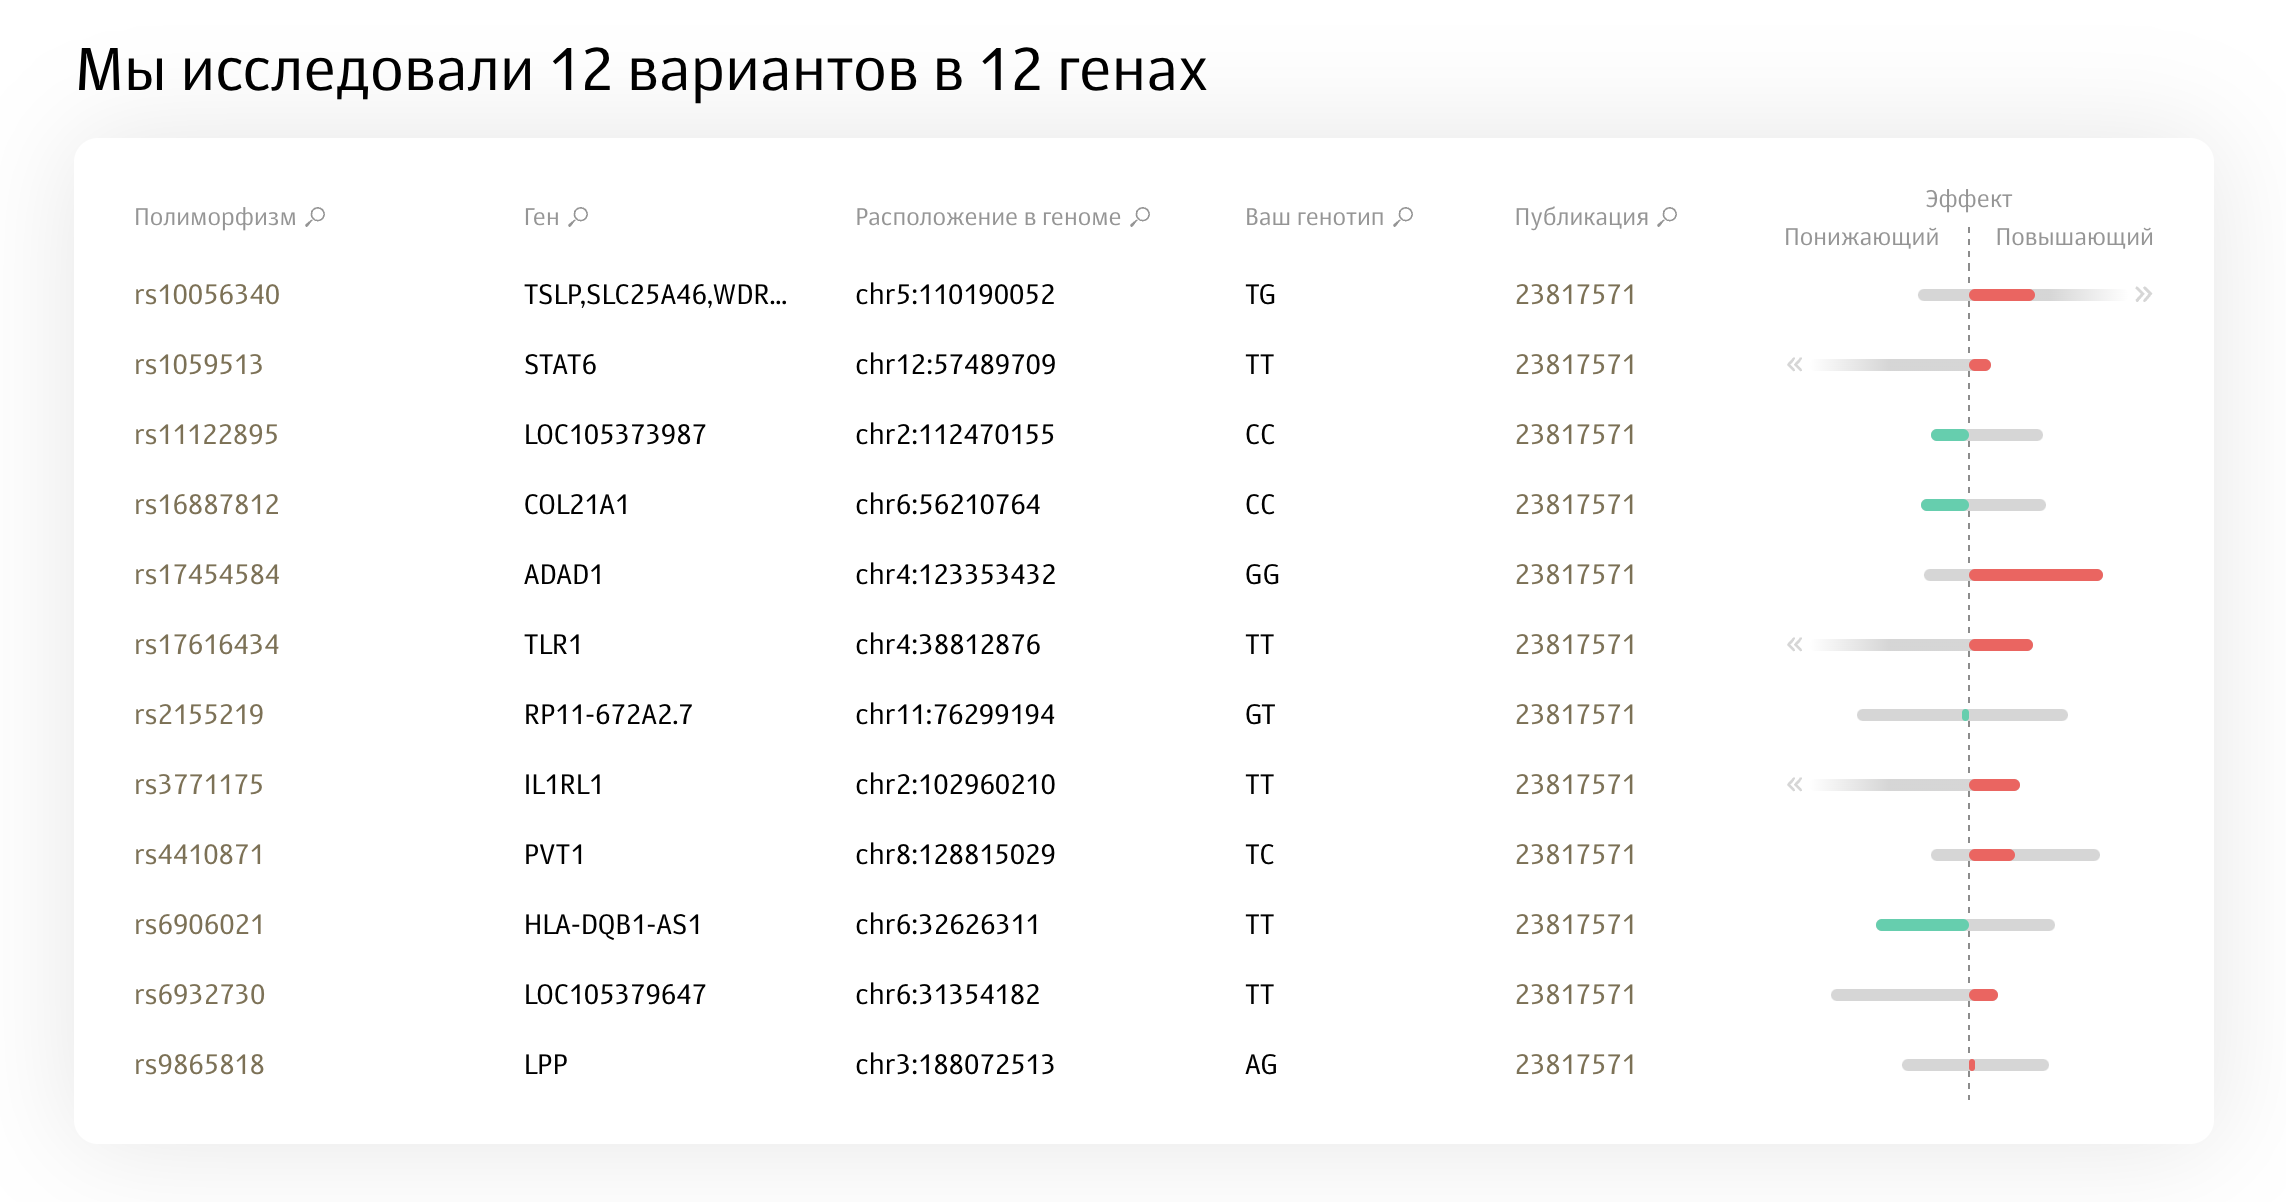 Мы исследовали 12 вариантов в 12 генах
Полиморфизм Ген Расположение в геноме Ваш генотип Публикация Эффект
Понижающий Повышающий
rs10056340 TSLP,SLC25A46,WDR... chr5:110190052 TG 23817571 »
rs1059513 STAT6 chr12:57489709 TT 23817571 «
rs11122895 LOC105373987 chr2:112470155 CC 23817571
rs16887812 COL21A1 chr6:56210764 CC 23817571
rs17454584 ADAD1 chr4:123353432 GG 23817571
rs17616434 TLR1 chr4:38812876 TT 23817571 «
rs2155219 RP11-672A2.7 chr11:76299194 GT 23817571
rs3771175 IL1RL1 chr2:102960210 TT 23817571 «
rs4410871 PVT1 chr8:128815029 TC 23817571
rs6906021 HLA-DQB1-AS1 chr6:32626311 TT 23817571
rs6932730 LOC105379647 chr6:31354182 TT 23817571
rs9865818 LPP chr3:188072513 AG 23817571